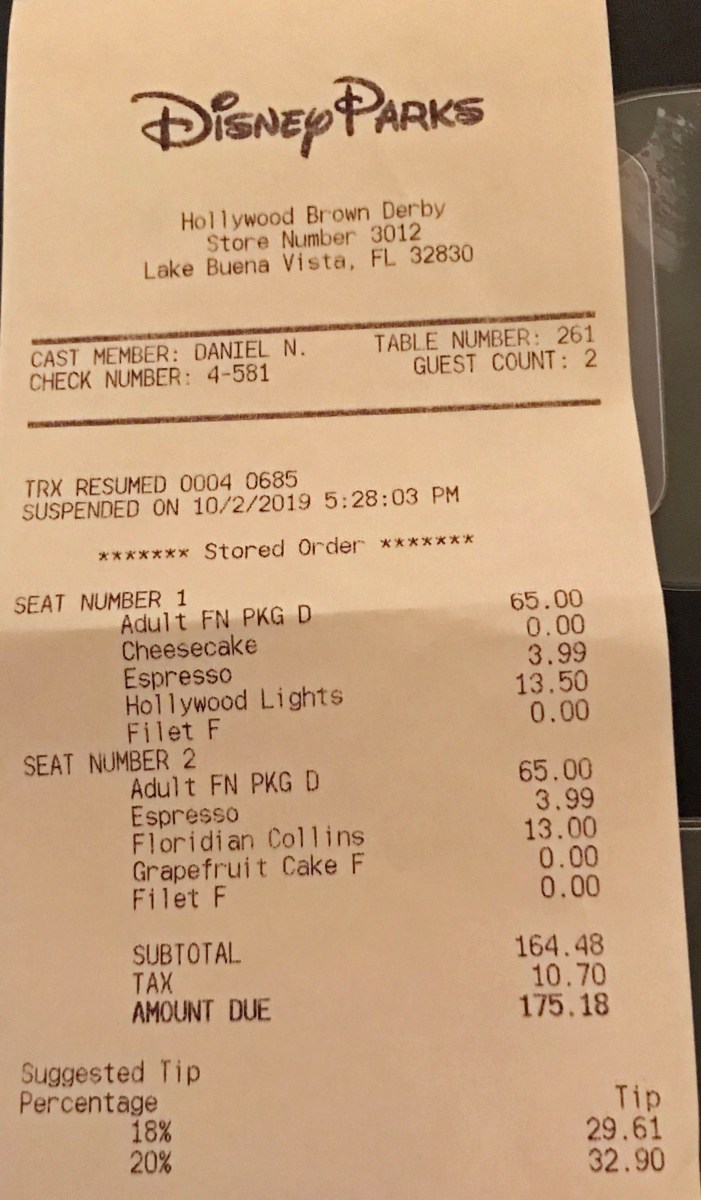 Disney Parks
Hollywood Brown Derby
Store Number 3012
Lake Buena Vista, FL 32830
CAST MEMBER: DANIEL N. TABLE NUMBER: 261
CHECK NUMBER: 4-581 GUEST COUNT: 2
TRX RESUMED 0004 0685
SUSPENDED ON 10/2/2019 5:28:03 PM
******* Stored Order *******
SEAT NUMBER 1
Adult FN PKG D 65.00
Cheesecake 0.00
Espresso 3.99
Hollywood Lights 13.50
Filet F 0.00
SEAT NUMBER 2
Adult FN PKG D 65.00
Espresso 3.99
Floridian Collins 13.00
Grapefruit Cake F 0.00
Filet F 0.00
SUBTOTAL 164.48
TAX 10.70
AMOUNT DUE 175.18
Suggested Tip
Percentage Tip
18% 29.61
20% 32.90